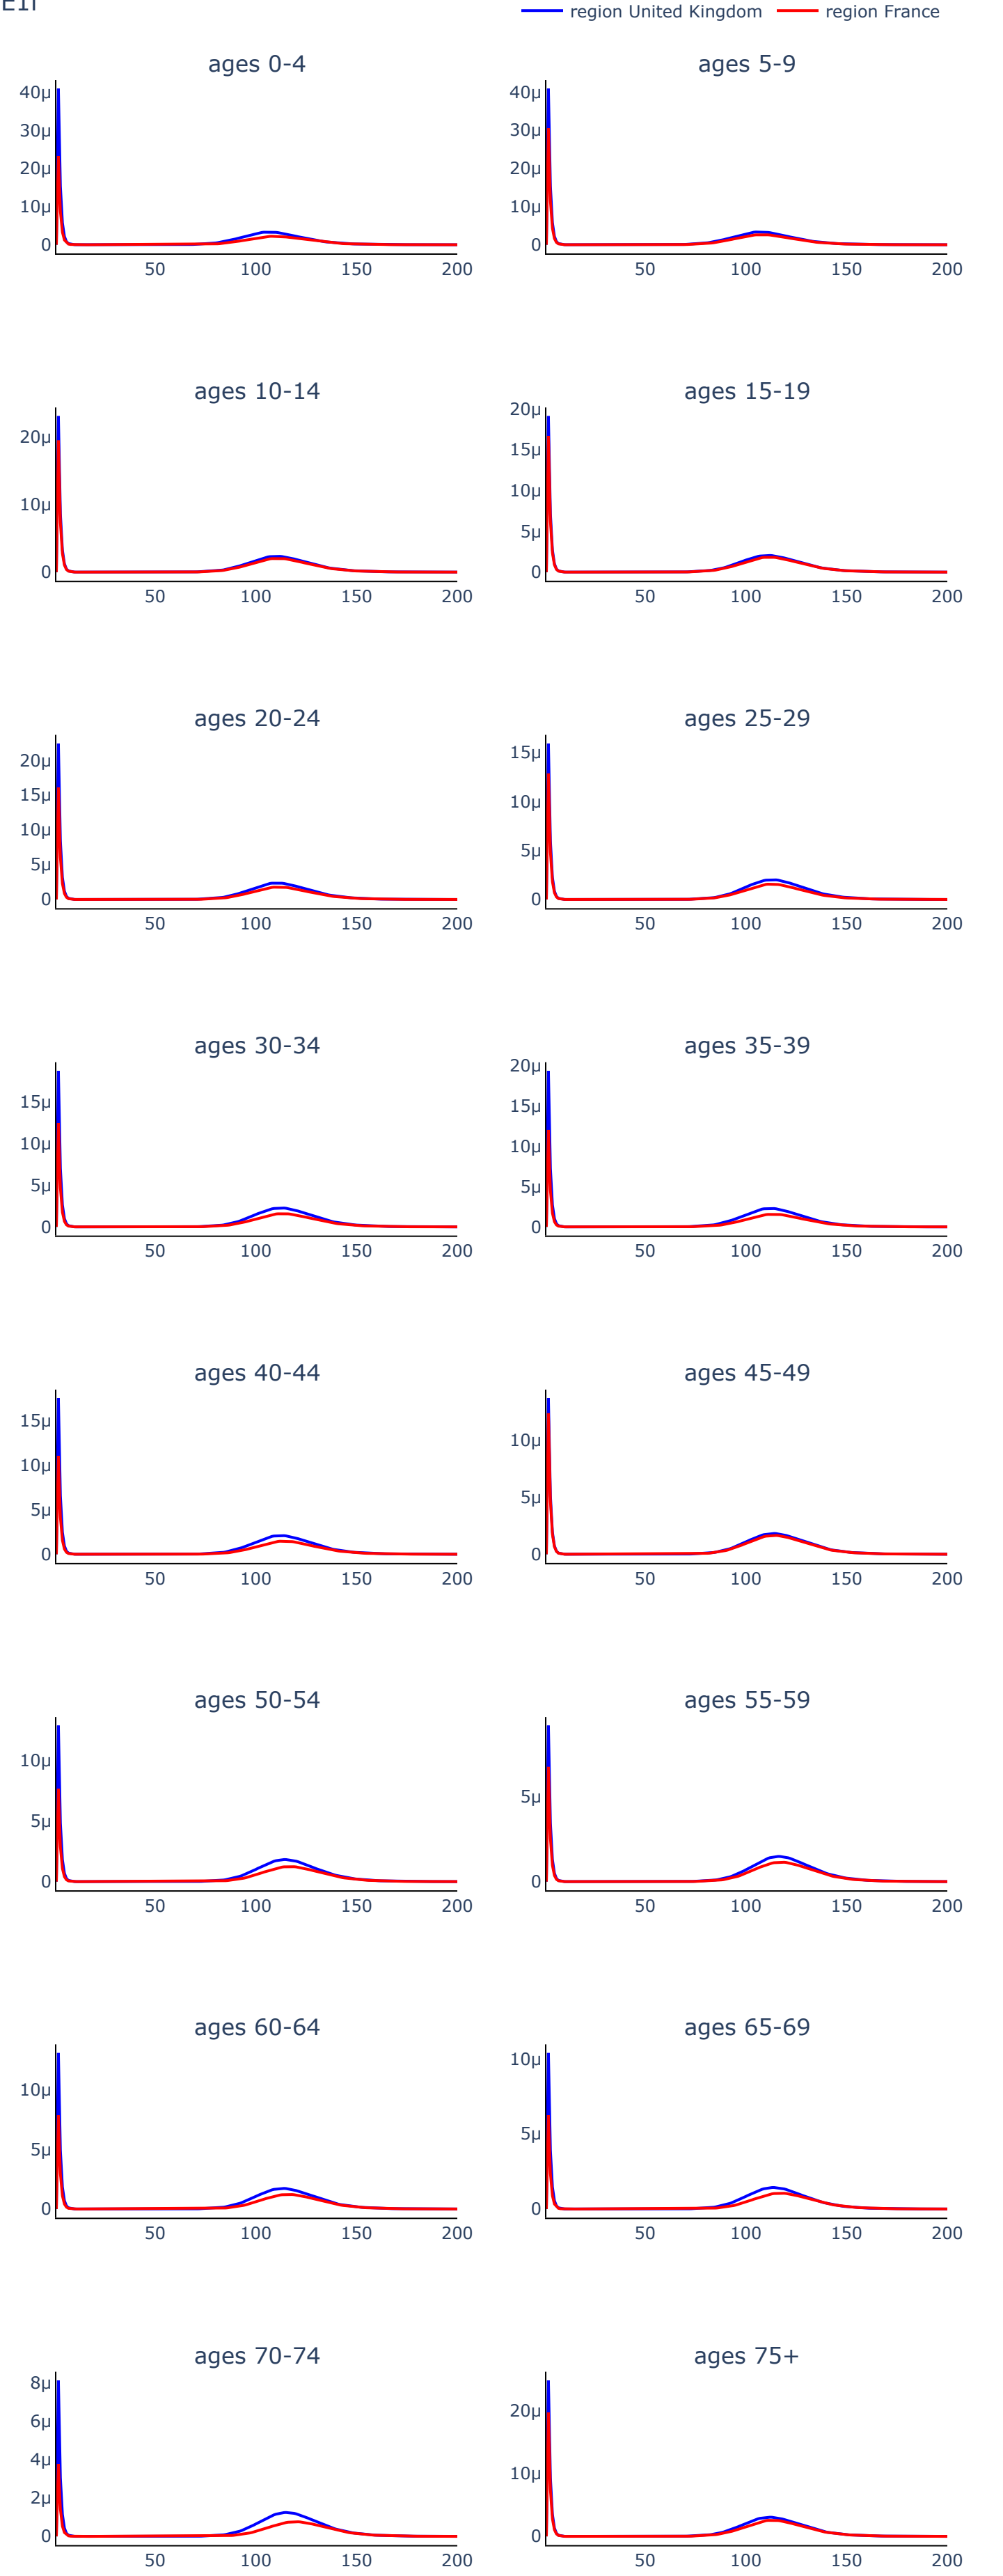 region United Kingdom region France
ages 0-4 ages 5-9
40µ 40µ
30µ 30µ
20µ 20µ
10µ 10µ
0 0
50 100 150 200 50 100 150 200
ages 10-14 ages 15-19
20µ
20µ 15µ
10µ 10µ
5µ
0 0
50 100 150 200 50 100 150 200
ages 20-24 ages 25-29
20µ 15µ
15µ 10µ
10µ
5µ 5µ
0 0
50 100 150 200 50 100 150 200
ages 30-34 ages 35-39
20µ
15µ 15µ
10µ 10µ
5µ 5µ
0 0
50 100 150 200 50 100 150 200
ages 40-44 ages 45-49
15µ 10µ
10µ
5µ 5µ
0 0
50 100 150 200 50 100 150 200
ages 50-54 ages 55-59
10µ
5µ 5µ
0 0
50 100 150 200 50 100 150 200
ages 60-64 ages 65-69
10µ 10µ
5µ 5µ
0 0
50 100 150 200 50 100 150 200
ages 70-74 ages 75+
8µ 20µ
6µ
4µ 10µ
2µ
0 0
50 100 150 200 50 100 150 200